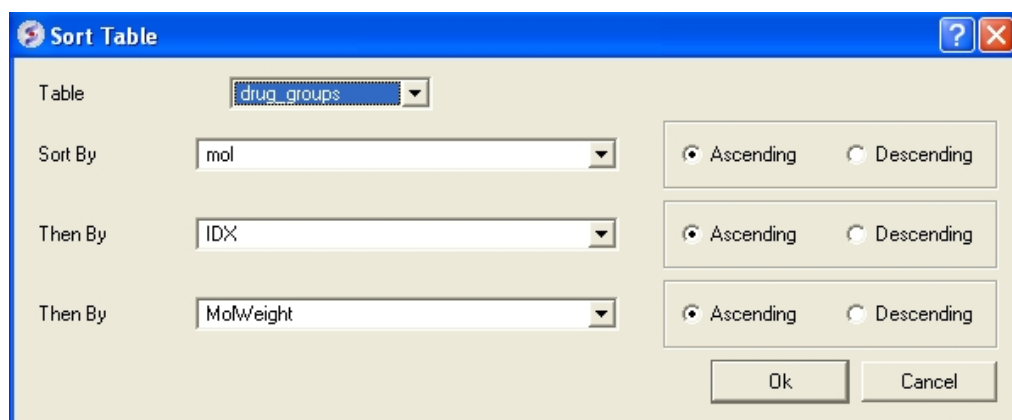 Sort Table
?
Table drug_groups
Sort By mol Ascending Descending
Then By IDX Ascending Descending
Then By MolWeight Ascending Descending
Ok Cancel